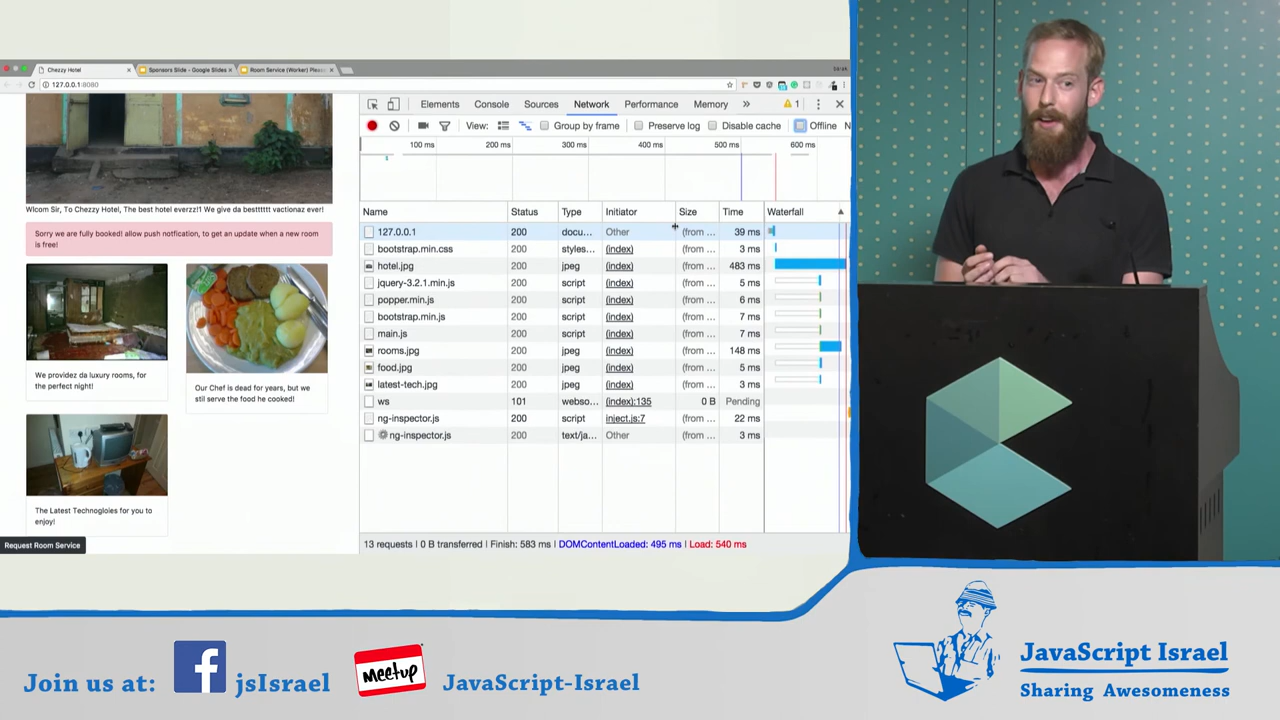 Chezzy Hotel
Sponsors Slide - Google Slides
Room Service (Worker) Plea
127.0.0.1:8080
Elements Console Sources Network Performance Memory » 1
View: Group by frame Preserve log Disable cache Offline N
100 ms 200 ms 300 ms 400 ms 500 ms 600 ms
Name Status Type Initiator Size Time Waterfall
127.0.0.1 200 docu... Other (from ... 39 ms
bootstrap.min.css 200 styles... (index) (from ... 3 ms
hotel.jpg 200 jpeg (index) (from ... 483 ms
jquery-3.2.1.min.js 200 script (index) (from ... 5 ms
popper.min.js 200 script (index) (from ... 6 ms
bootstrap.min.js 200 script (index) (from ... 7 ms
main.js 200 script (index) (from ... 7 ms
rooms.jpg 200 jpeg (index) (from ... 148 ms
food.jpg 200 jpeg (index) (from ... 5 ms
latest-tech.jpg 200 jpeg (index) (from ... 3 ms
ws 101 webso... (index):135 0 B Pending
ng-inspector.js 200 script inject.js:7 (from ... 22 ms
ng-inspector.js 200 text/ja... Other (from ... 3 ms
13 requests | 0 B transferred | Finish: 583 ms | DOMContentLoaded: 495 ms | Load: 540 ms
Wlcom Sir, To Chezzy Hotel, The best hotel everzz!1 We give da bestttttt vactionaz ever!
Sorry we are fully booked! allow push notfication, to get an update when a new room
is free!
We providez da luxury rooms, for
the perfect night!
Our Chef is dead for years, but we
stil serve the food he cooked!
The Latest Technogloies for you to
enjoy!
Request Room Service
Join us at: f jsIsrael Meetup JavaScript-Israel
JavaScript Israel
Sharing Awesomeness